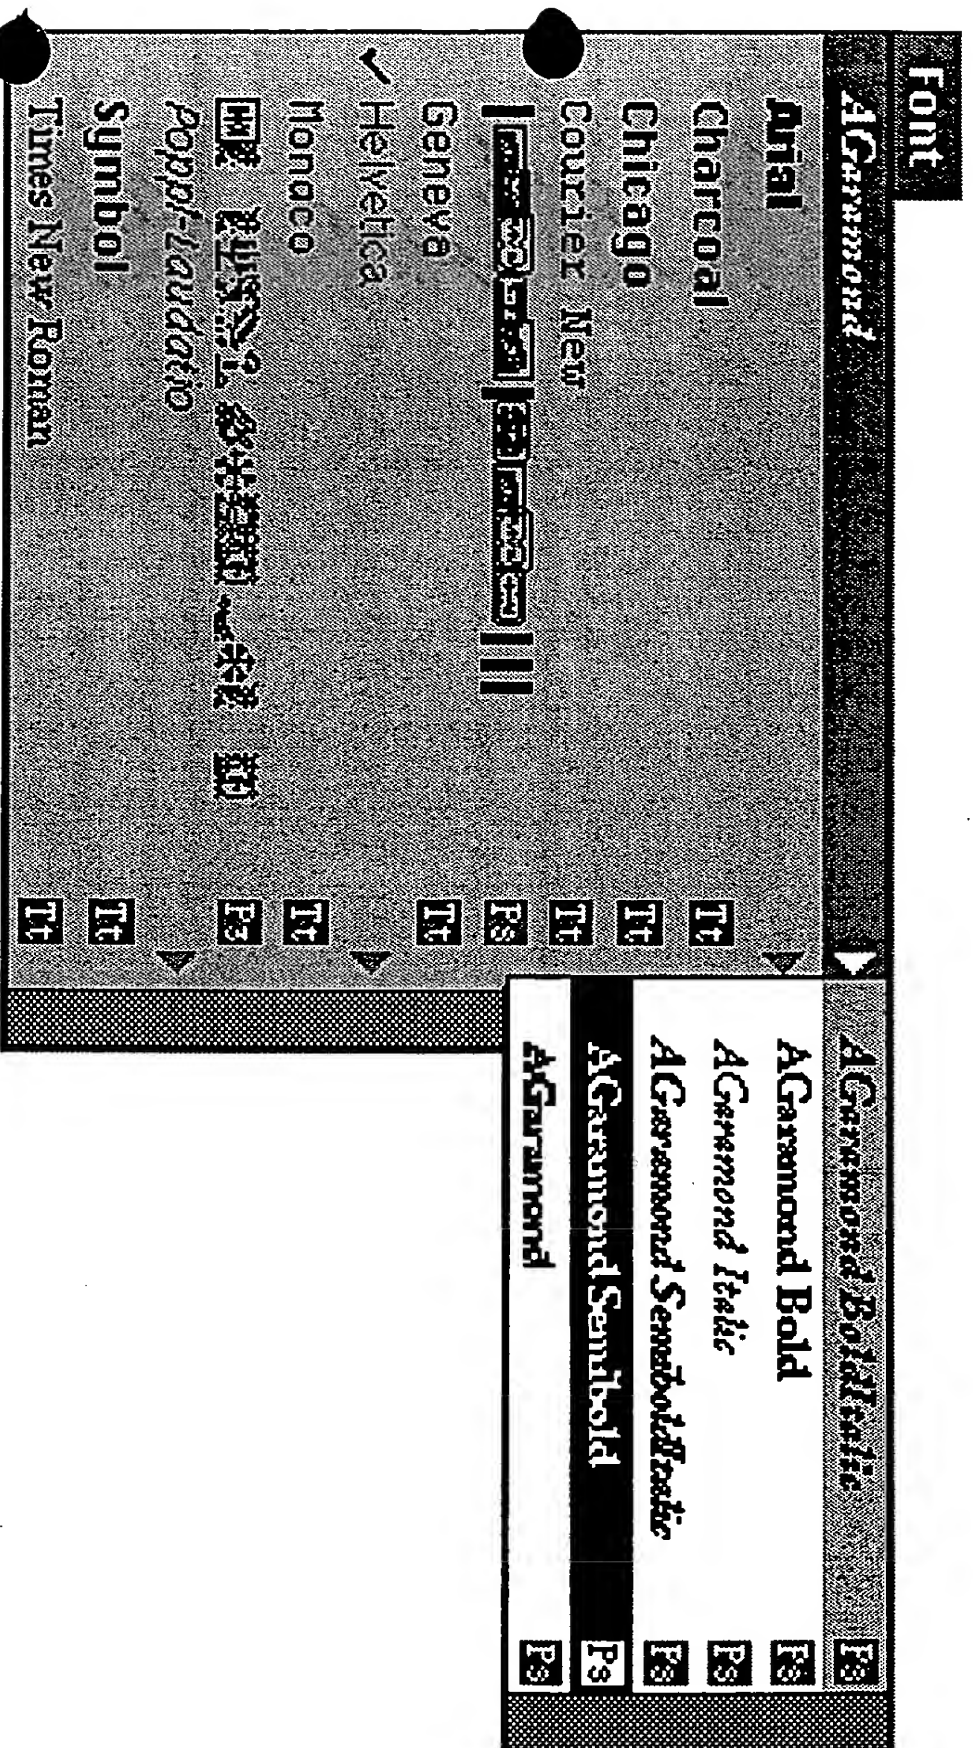 Font
AGaramond
Arial
Charcoal
Tt
Chicago
Tt
Courier New
Tt
Ps
Geneva
Tt
✓ Helvetica
Monaco
Tt
Ps
Poppl-Laudatio
Symbol
Tt
Times New Roman
Tt
AGaramond BoldItalic
Ps
AGaramond Bold
Ps
AGaramond Italic
Ps
AGaramond SemiboldItalic
Ps
AGaramond Semibold
Ps
AGaramond
Ps